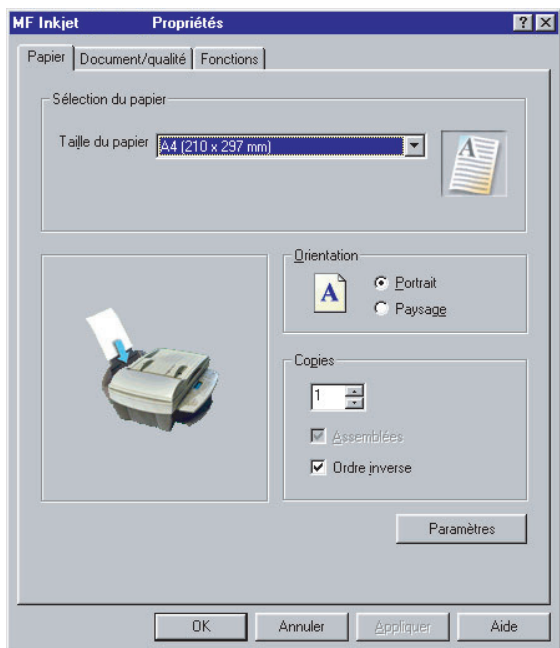 MF Inkjet Propriétés
Papier Document/qualité Fonctions
Sélection du papier
Taille du papier A4 (210 x 297 mm)
A
Orientation
A
Portrait
Paysage
Copies
1
Assemblées
Ordre inverse
Paramètres
OK Annuler Appliquer Aide